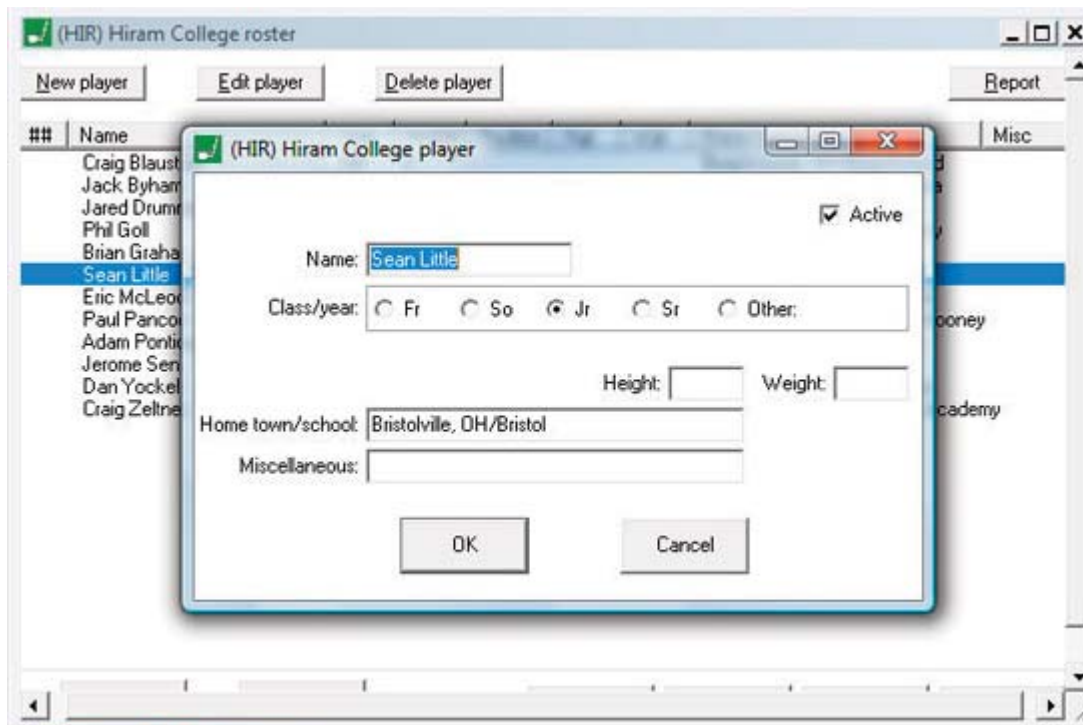 (HIR) Hiram College roster
New player Edit player Delete player Report
## Name Misc
(HIR) Hiram College player
Active
Name: Sean Little
Class/year: Fr So Jr Sr Other:
Height: Weight:
Home town/school: Bristolville, OH/Bristol
Miscellaneous:
OK Cancel
Craig Blaust
Jack Byham
Jared Drumm
Phil Goll
Brian Graha
Sean Little
Eric McLeod
Paul Panco ooney
Adam Pontic
Jerome Sen
Dan Yockel
Craig Zeltne cademy